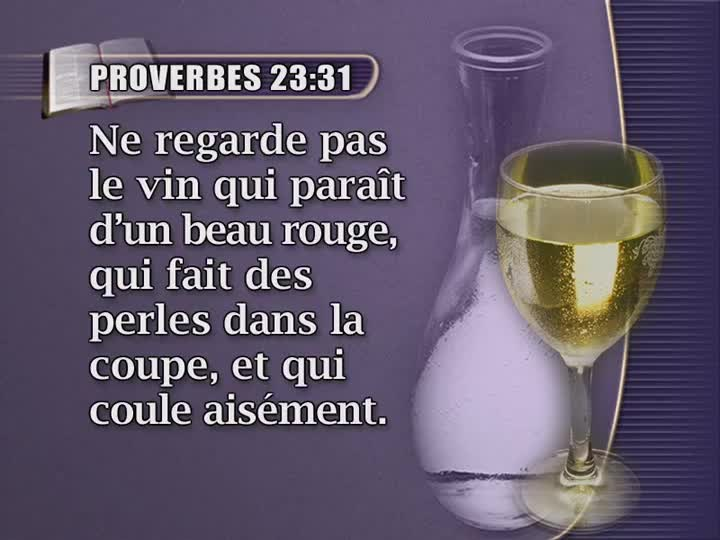 PROVERBES 23:31
Ne regarde pas
le vin qui paraît
d’un beau rouge,
qui fait des
perles dans la
coupe, et qui
coule aisément.